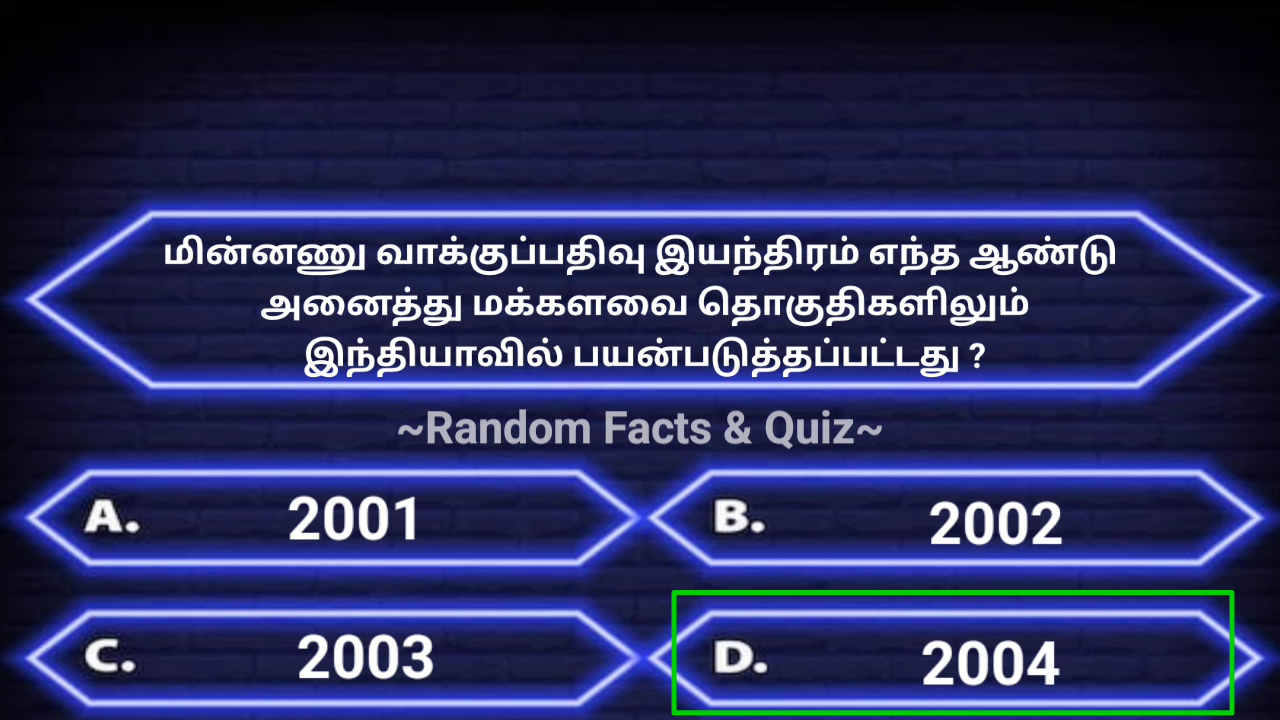 மின்னணு வாக்குப்பதிவு இயந்திரம் எந்த ஆண்டு
அனைத்து மக்களவை தொகுதிகளிலும்
இந்தியாவில் பயன்படுத்தப்பட்டது ?
~Random Facts & Quiz~
A. 2001
B. 2002
C. 2003
D. 2004